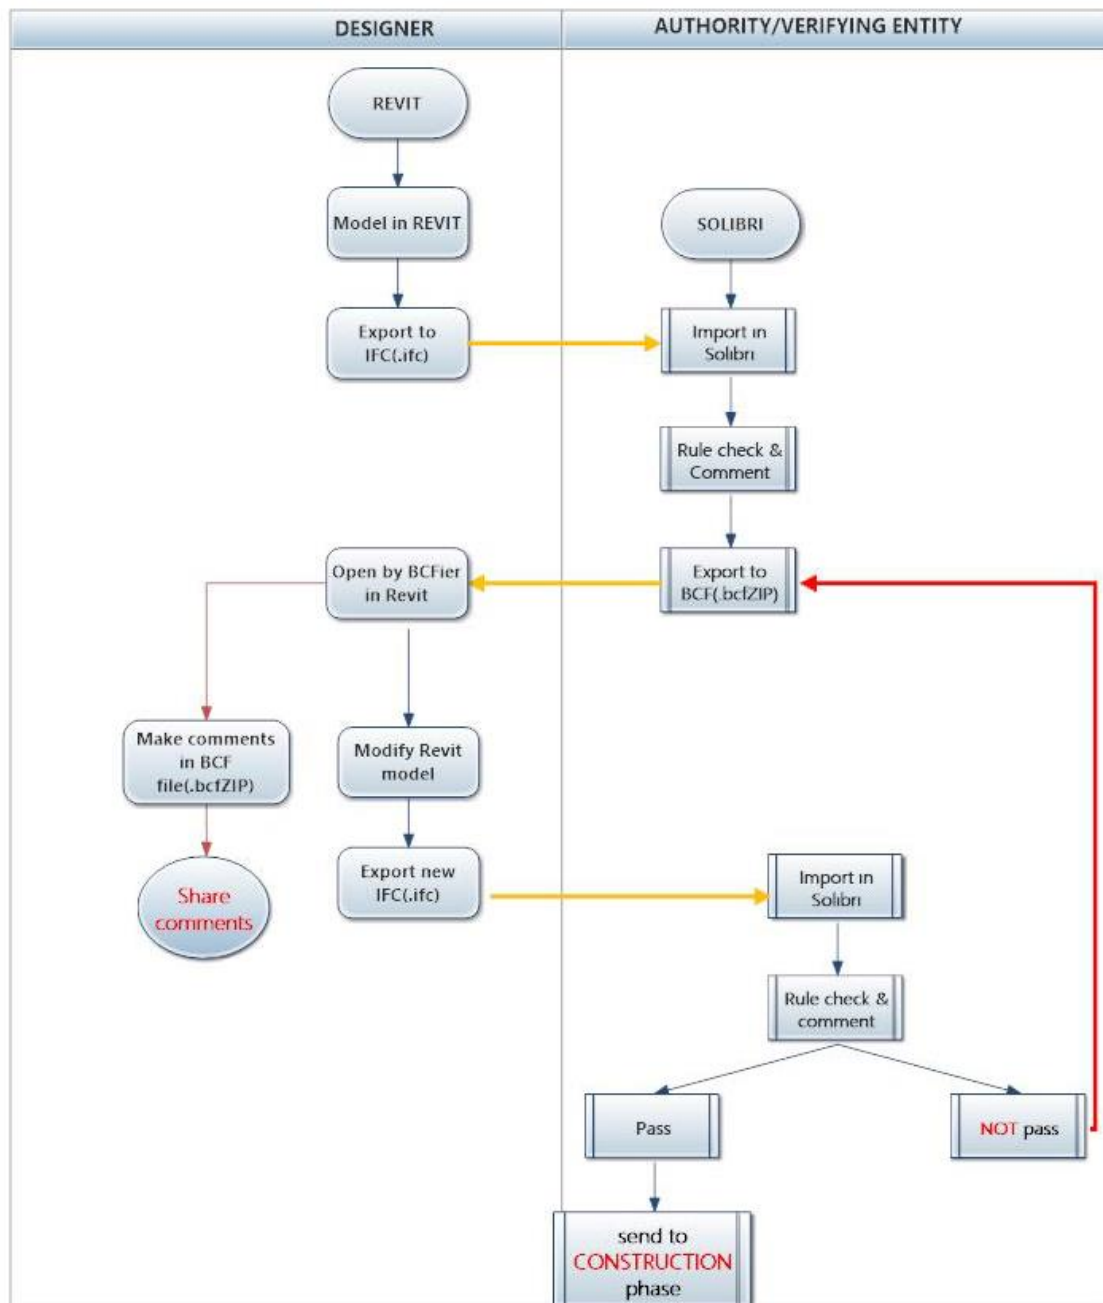 DESIGNER
AUTHORITY/VERIFYING ENTITY
REVIT
Model in REVIT
SOLIBRI
Export to
IFC(.ifc)
Import in
Solibri
Rule check &
Comment
Open by BCFier
in Revit
Export to
BCF(.bcfZIP)
Make comments
in BCF
file(.bcfZIP)
Modify Revit
model
Share
comments
Export new
IFC(.ifc)
Import in
Solibri
Rule check &
comment
Pass
NOT pass
send to
CONSTRUCTION
phase